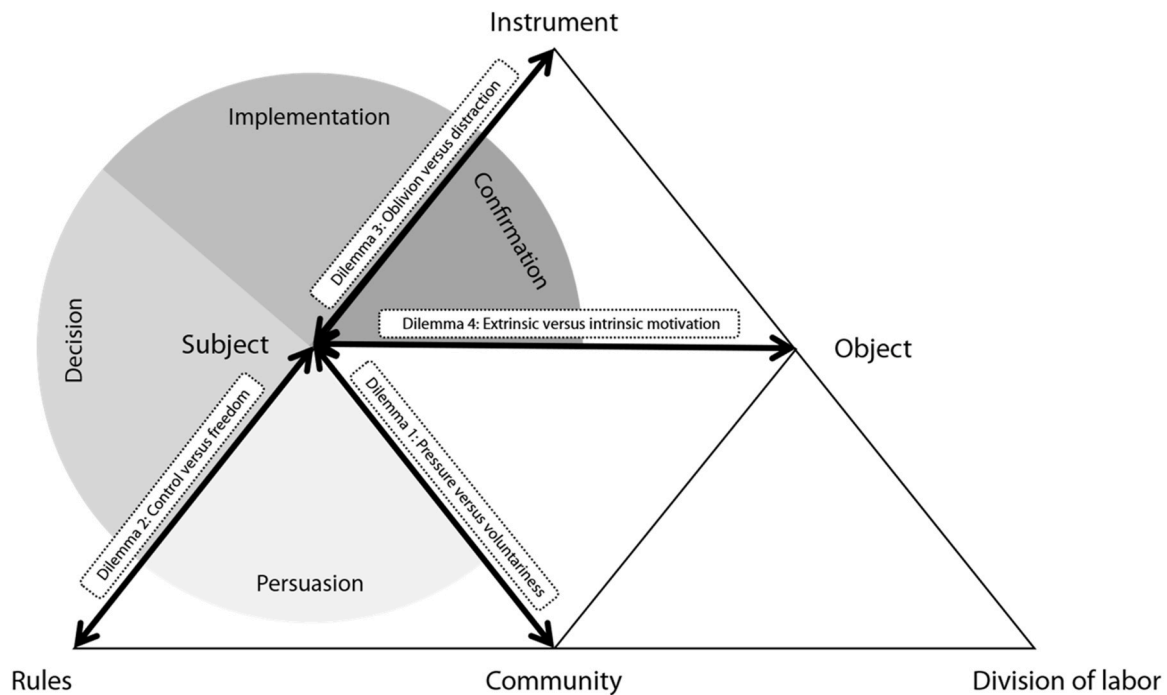 Instrument
Implementation
Dilemma 3: Oblivion versus distraction
Confirmation
Decision
Subject
Dilemma 4: Extrinsic versus intrinsic motivation
Object
Dilemma 2: Control versus freedom
Dilemma 1: Pressure versus voluntariness
Persuasion
Rules
Community
Division of labor